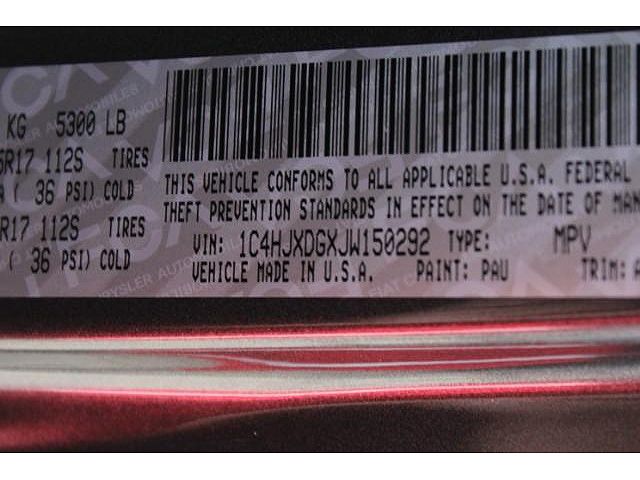 KG 5300 LB
5R17 112S TIRES
( 36 PSI) COLD
R17 112S TIRES
( 36 PSI) COLD
THIS VEHICLE CONFORMS TO ALL APPLICABLE U.S.A. FEDERAL
THEFT PREVENTION STANDARDS IN EFFECT ON THE DATE OF MAN
VIN: 1C4HJXDGXJW150292 TYPE: MPV
VEHICLE MADE IN U.S.A. PAINT: PAU TRIM: